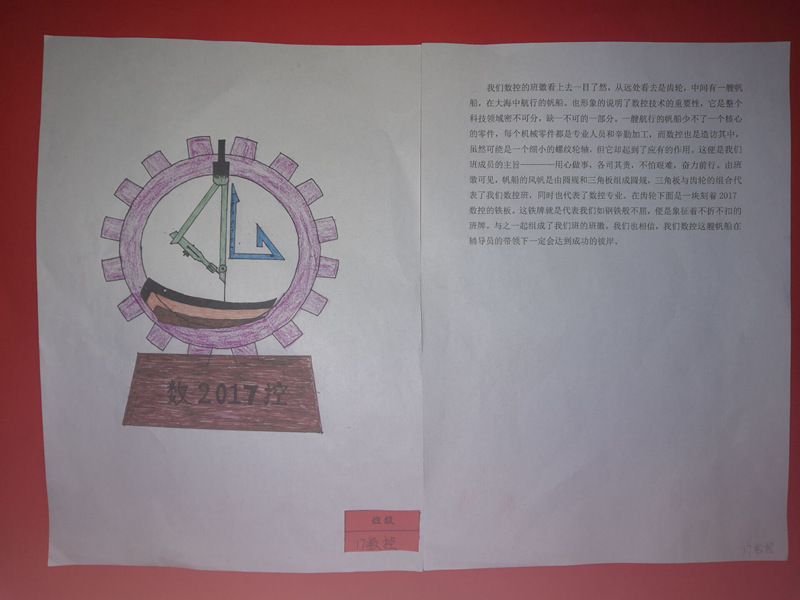 数2017控
班级
17数控
我们数控的班徽看上去一目了然，从远处看去是齿轮，中间有一艘帆
船，在大海中航行的帆船，也形象的说明了数控技术的重要性，它是整个
科技领域密不可分，缺一不可的一部分。一艘航行的帆船少不了一个核心
的零件，每个机械零件都是专业人员和辛勤加工，而数控也是造访其中，
虽然可能是一个细小的螺纹轮轴，但它却起到了应有的作用。这便是我们
班成员的主旨————用心做事，各司其责，不怕艰难，奋力前行。由班
徽可见，帆船的风帆是由圆规和三角板组成圆规，三角板与齿轮的组合代
表了我们数控班，同时也代表了数控专业。在齿轮下面是一块刻着2017
数控的铁板。这铁牌就是代表我们如钢铁般不屈，便是象征着不折不扣的
班牌。与之一起组成了我们班的班徽。我们也相信，我们数控这艘帆船在
辅导员的带领下一定会达到成功的彼岸。
17数控